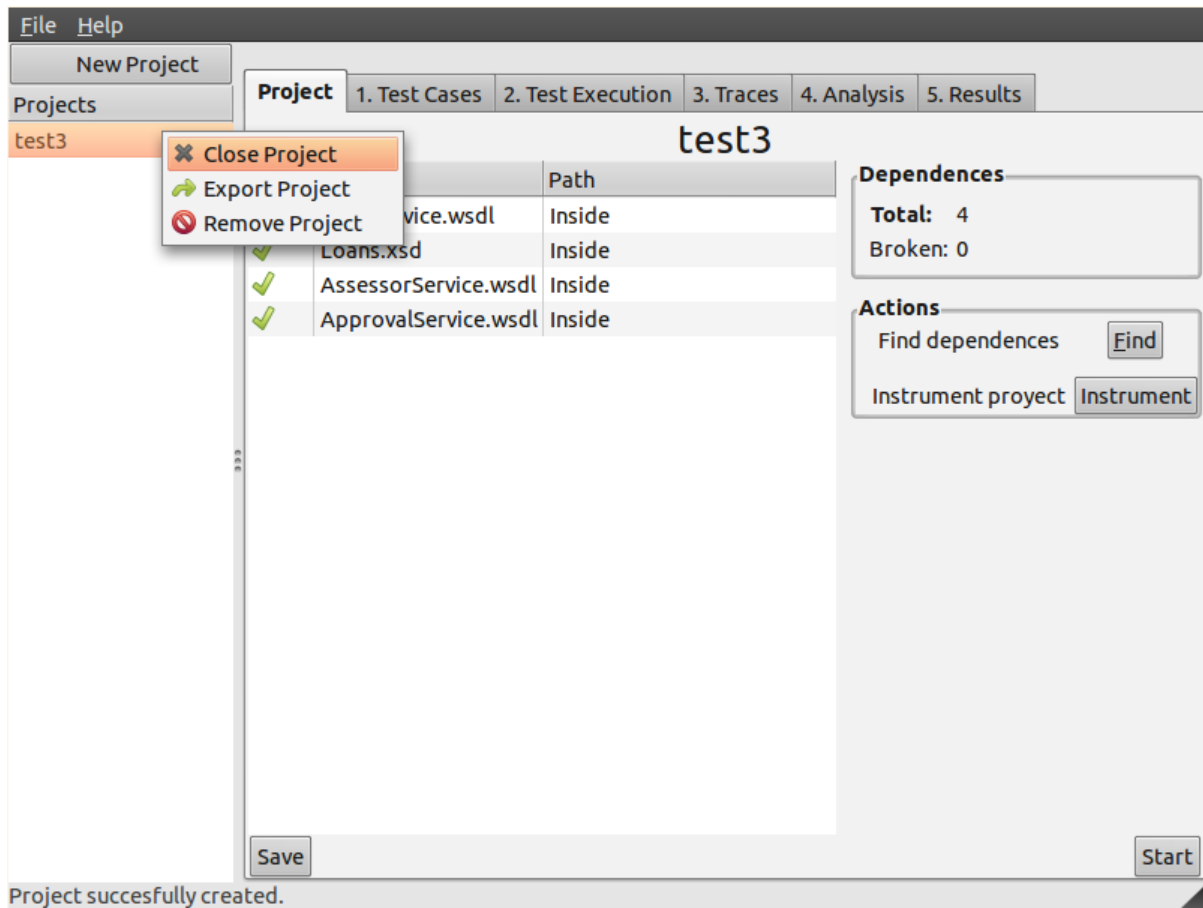 File Help
New Project
Projects
test3
Close Project
Export Project
Remove Project
Project 1. Test Cases 2. Test Execution 3. Traces 4. Analysis 5. Results
test3
Path
vice.wsdl Inside
Loans.xsd Inside
AssessorService.wsdl Inside
ApprovalService.wsdl Inside
Dependences
Total: 4
Broken: 0
Actions
Find dependences Find
Instrument proyect Instrument
Save Start
Project succesfully created.